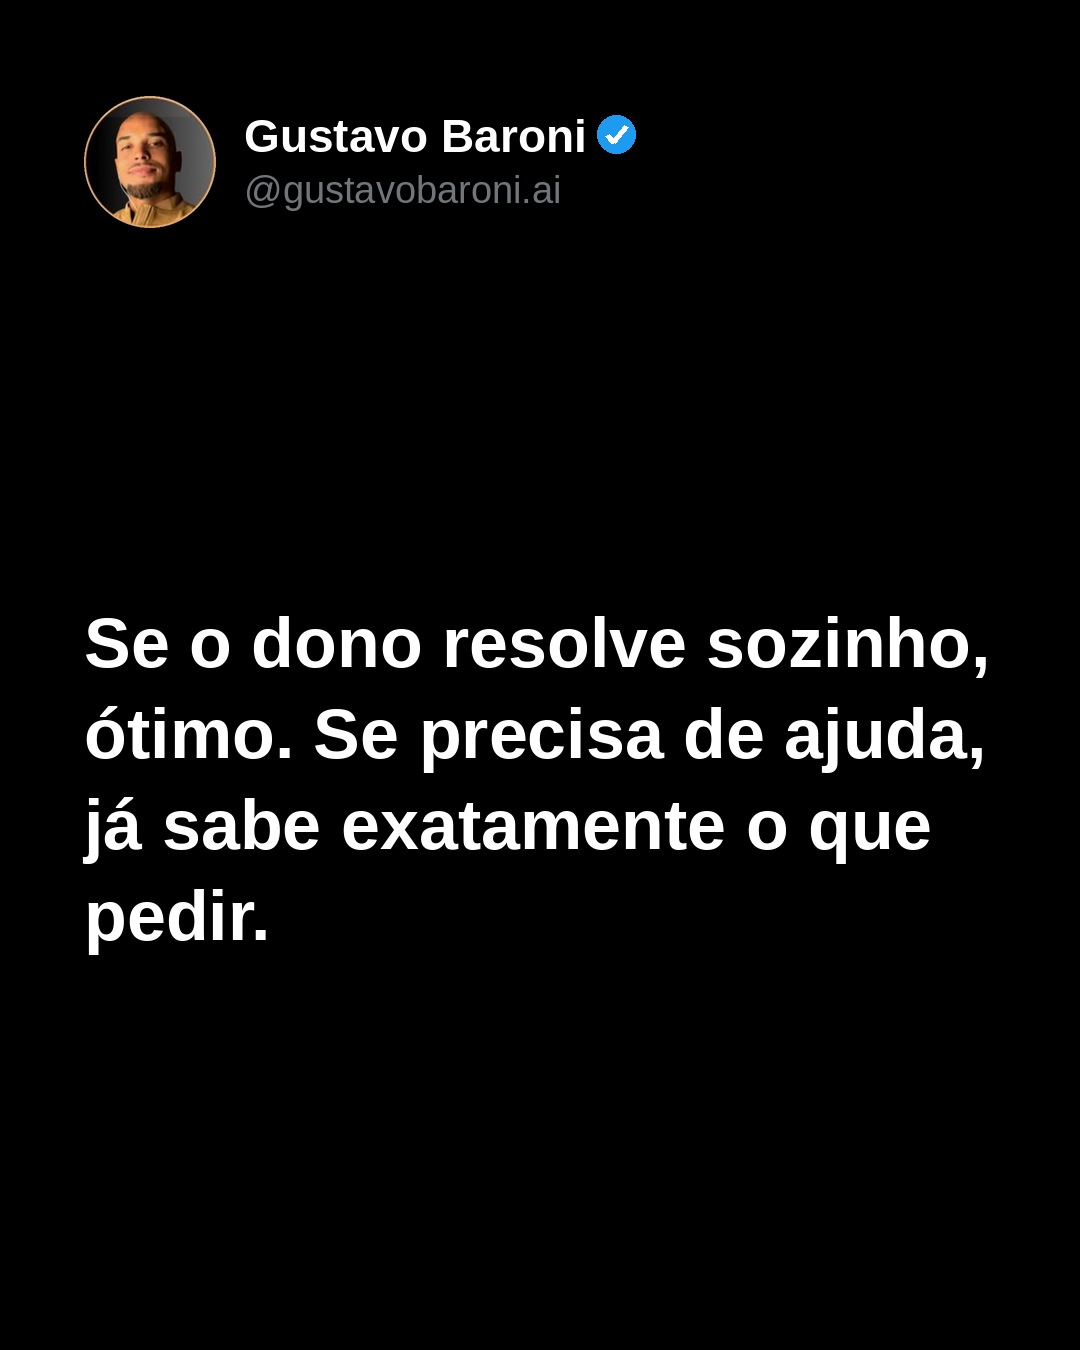 Gustavo Baroni
@gustavobaroni.ai
Se o dono resolve sozinho,
ótimo. Se precisa de ajuda,
já sabe exatamente o que
pedir.